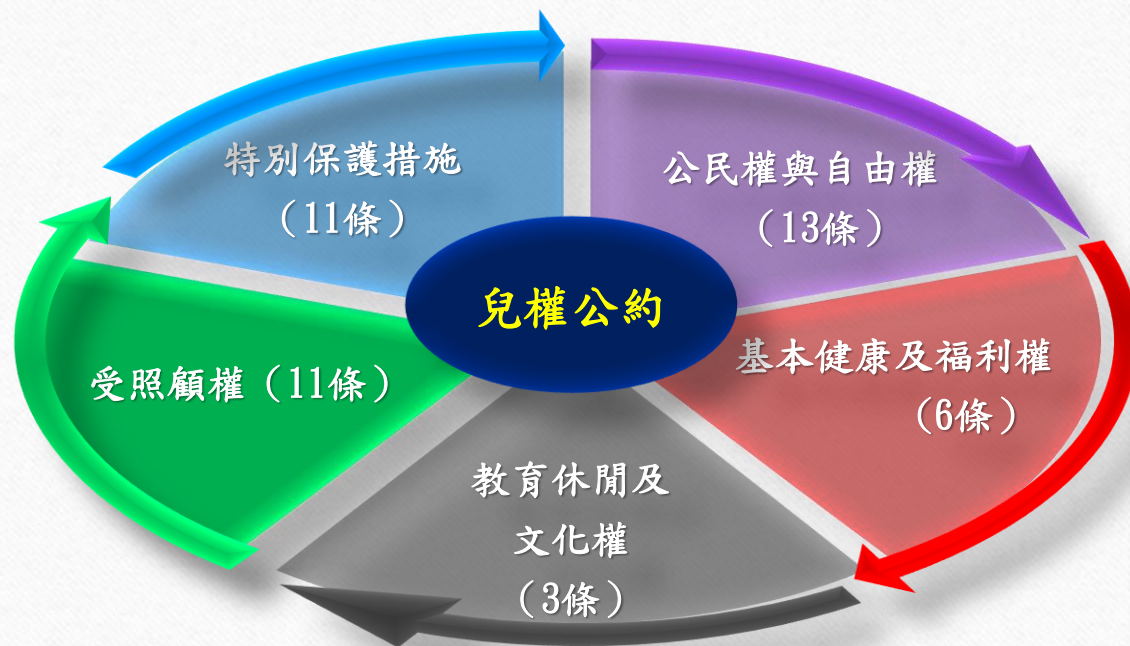 特別保護措施
（11條）
公民權與自由權
（13條）
兒權公約
受照顧權（11條）
基本健康及福利權
（6條）
教育休閒及
文化權
（3條）